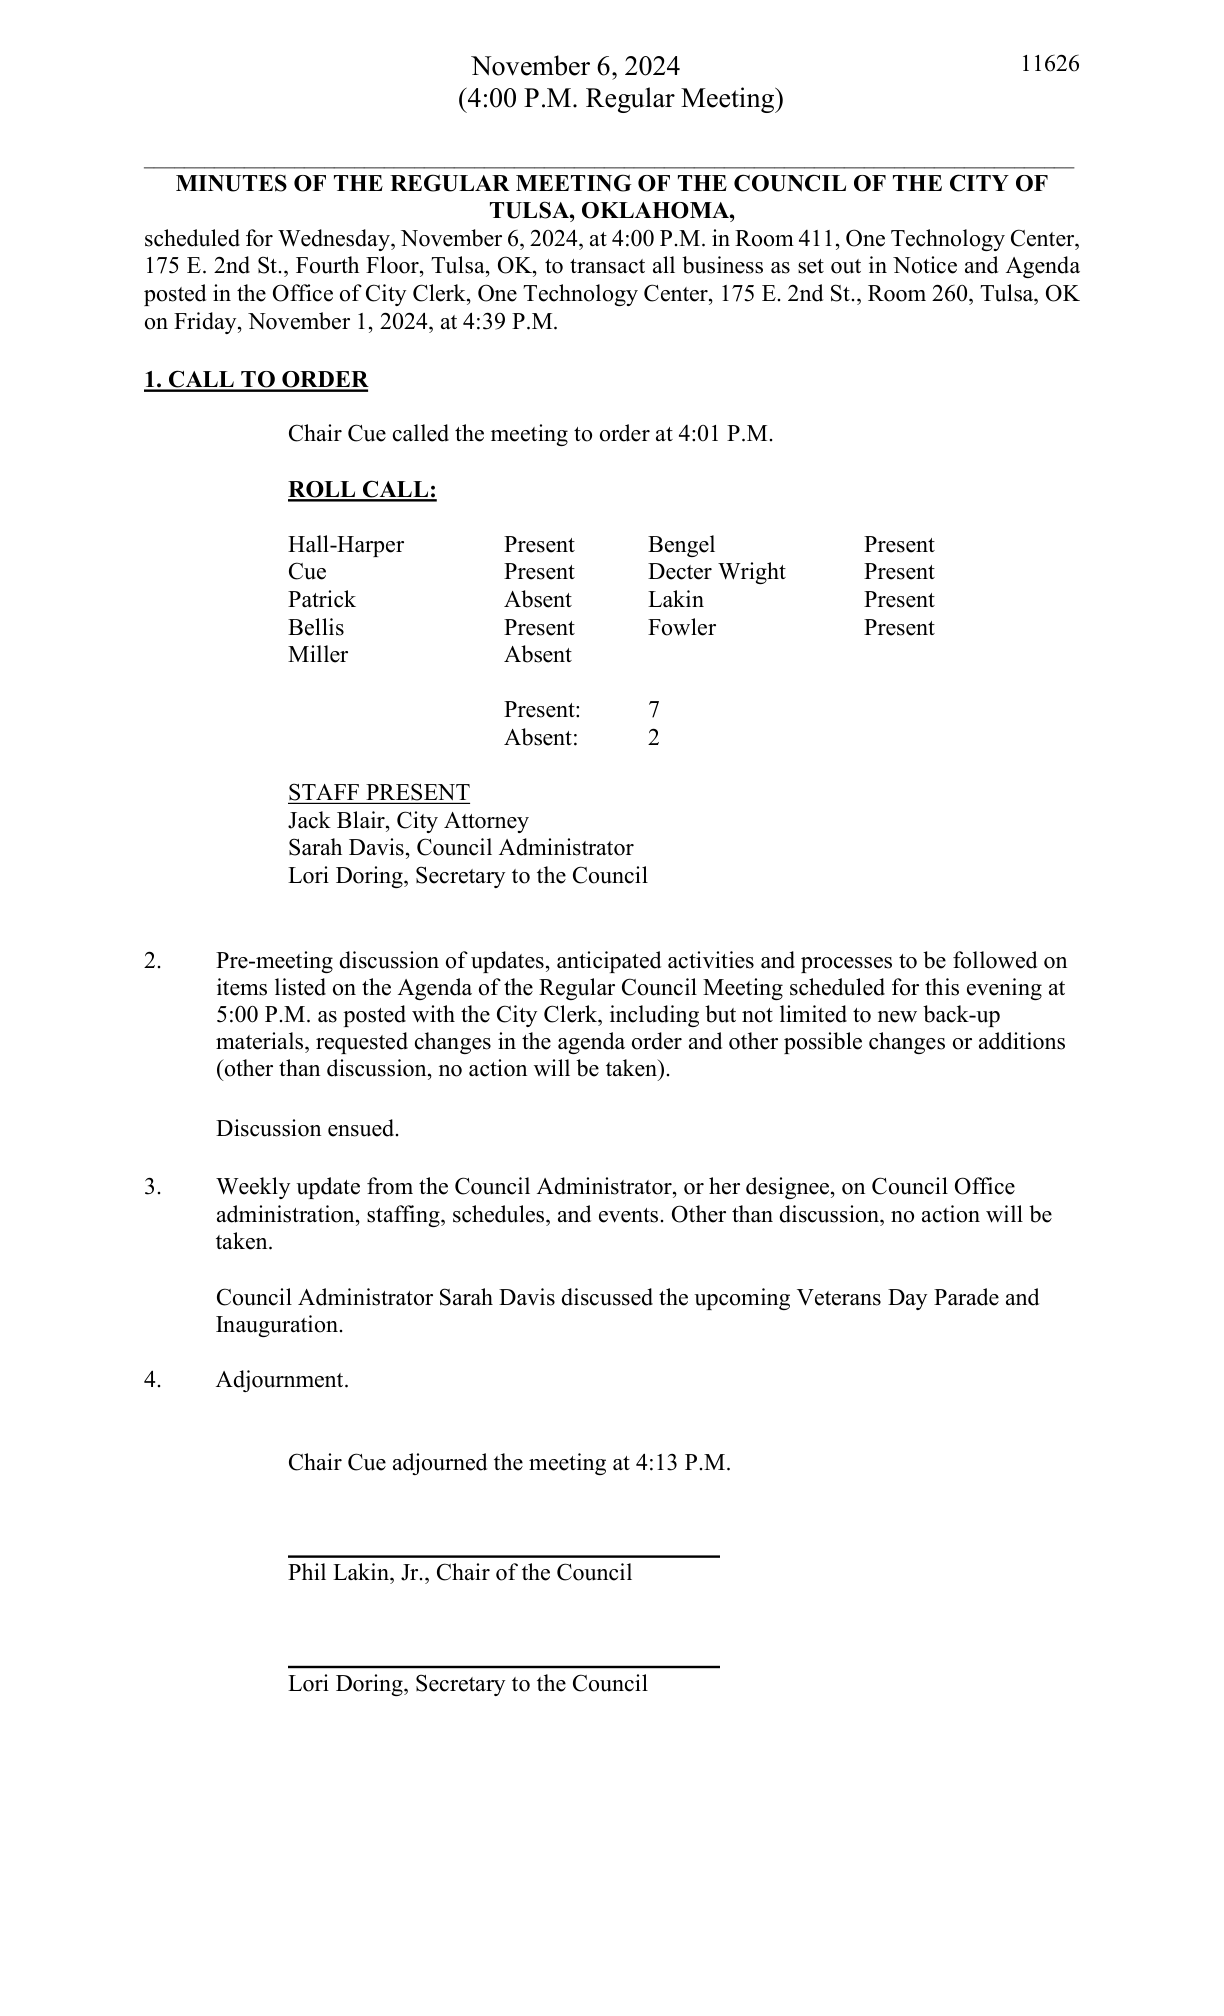 November 6, 2024 11626
(4:00 P.M. Regular Meeting)
MINUTES OF THE REGULAR MEETING OF THE COUNCIL OF THE CITY OF
TULSA, OKLAHOMA,
scheduled for Wednesday, November 6, 2024, at 4:00 P.M. in Room 411, One Technology Center,
175 E. 2nd St., Fourth Floor, Tulsa, OK, to transact all business as set out in Notice and Agenda
posted in the Office of City Clerk, One Technology Center, 175 E. 2nd St., Room 260, Tulsa, OK
on Friday, November 1, 2024, at 4:39 P.M.
1. CALL TO ORDER
Chair Cue called the meeting to order at 4:01 P.M.
ROLL CALL:
Hall-Harper Present Bengel Present
Cue Present Decter Wright Present
Patrick Absent Lakin Present
Bellis Present Fowler Present
Miller Absent
Present: 7
Absent: 2
STAFF PRESENT
Jack Blair, City Attorney
Sarah Davis, Council Administrator
Lori Doring, Secretary to the Council
2. Pre-meeting discussion of updates, anticipated activities and processes to be followed on
items listed on the Agenda of the Regular Council Meeting scheduled for this evening at
5:00 P.M. as posted with the City Clerk, including but not limited to new back-up
materials, requested changes in the agenda order and other possible changes or additions
(other than discussion, no action will be taken).
Discussion ensued.
3. Weekly update from the Council Administrator, or her designee, on Council Office
administration, staffing, schedules, and events. Other than discussion, no action will be
taken.
Council Administrator Sarah Davis discussed the upcoming Veterans Day Parade and
Inauguration.
4. Adjournment.
Chair Cue adjourned the meeting at 4:13 P.M.
Phil Lakin, Jr., Chair of the Council
Lori Doring, Secretary to the Council